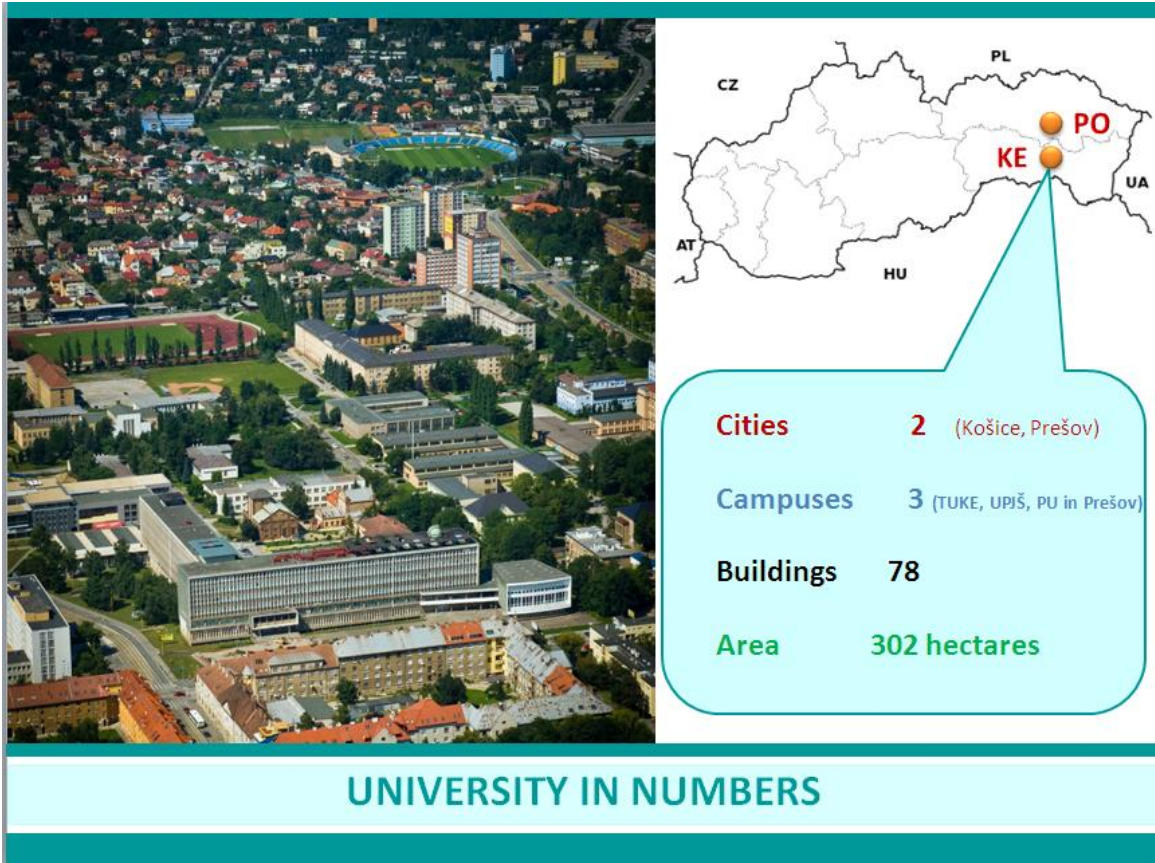 CZ
PL
PO
KE
UA
AT
HU
Cities 2 (Košice, Prešov)
Campuses 3 (TUKE, UPJŠ, PU in Prešov)
Buildings 78
Area 302 hectares
UNIVERSITY IN NUMBERS